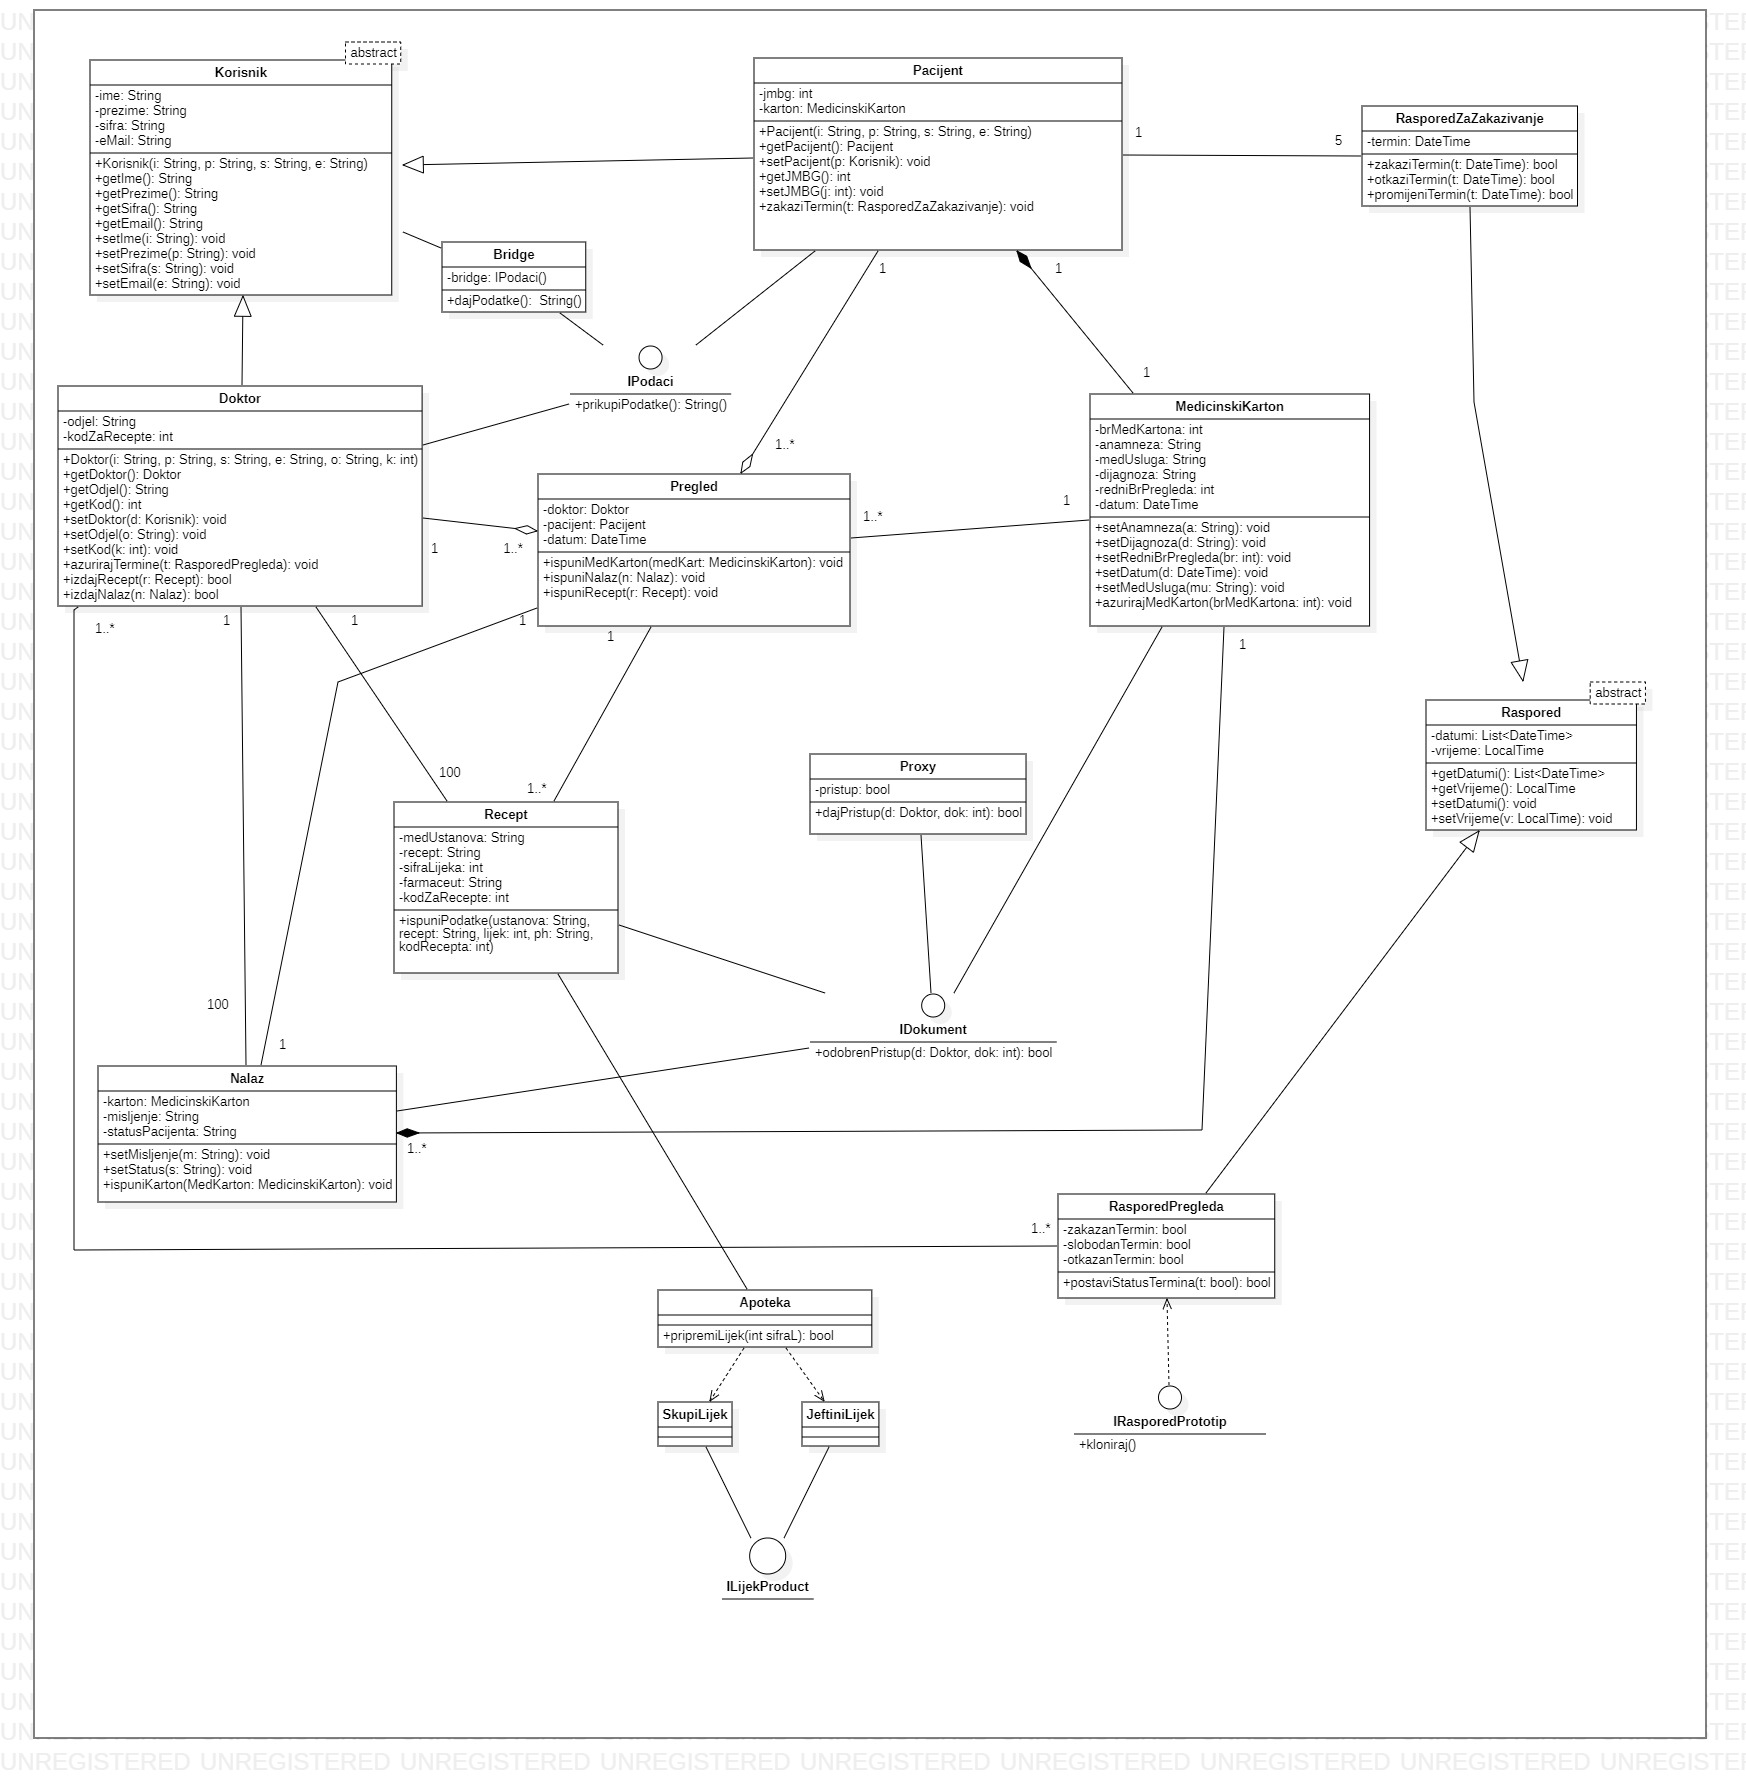 abstract
Korisnik
-ime: String
-prezime: String
-sifra: String
-eMail: String
+Korisnik(i: String, p: String, s: String, e: String)
+getIme(): String
+getPrezime(): String
+getSifra(): String
+getEmail(): String
+setIme(i: String): void
+setPrezime(p: String): void
+setSifra(s: String): void
+setEmail(e: String): void
Pacijent
-jmbg: int
-karton: MedicinskiKarton
+Pacijent(i: String, p: String, s: String, e: String)
+getPacijent(): Pacijent
+setPacijent(p: Korisnik): void
+getJMBG(): int
+setJMBG(j: int): void
+zakaziTermin(t: RasporedZaZakazivanje): void
1
5
RasporedZaZakazivanje
-termin: DateTime
+zakaziTermin(t: DateTime): bool
+otkaziTermin(t: DateTime): bool
+promijeniTermin(t: DateTime): bool
Bridge
-bridge: IPodaci()
+dajPodatke():  String()
1
1
IPodaci
+prikupiPodatke(): String()
1
1..*
Doktor
-odjel: String
-kodZaRecepte: int
+Doktor(i: String, p: String, s: String, e: String, o: String, k: int)
+getDoktor(): Doktor
+getOdjel(): String
+getKod(): int
+setDoktor(d: Korisnik): void
+setOdjel(o: String): void
+setKod(k: int): void
+azurirajTermine(t: RasporedPregleda): void
+izdajRecept(r: Recept): bool
+izdajNalaz(n: Nalaz): bool
1
1..*
Pregled
-doktor: Doktor
-pacijent: Pacijent
-datum: DateTime
+ispuniMedKarton(medKart: MedicinskiKarton): void
+ispuniNalaz(n: Nalaz): void
+ispuniRecept(r: Recept): void
1..*
1
MedicinskiKarton
-brMedKartona: int
-anamneza: String
-medUsluga: String
-dijagnoza: String
-redniBrPregleda: int
-datum: DateTime
+setAnamneza(a: String): void
+setDijagnoza(d: String): void
+setRedniBrPregleda(br: int): void
+setDatum(d: DateTime): void
+setMedUsluga(mu: String): void
+azurirajMedKarton(brMedKartona: int): void
1..*
1
1
1
1
1
abstract
Raspored
-datumi: List<DateTime>
-vrijeme: LocalTime
+getDatumi(): List<DateTime>
+getVrijeme(): LocalTime
+setDatumi(): void
+setVrijeme(v: LocalTime): void
100
1..*
Proxy
-pristup: bool
+dajPristup(d: Doktor, dok: int): bool
Recept
-medUstanova: String
-recept: String
-sifraLijeka: int
-farmaceut: String
-kodZaRecepte: int
+ispuniPodatke(ustanova: String,
recept: String, lijek: int, ph: String,
kodRecepta: int)
100
1
IDokument
+odobrenPristup(d: Doktor, dok: int): bool
Nalaz
-karton: MedicinskiKarton
-misljenje: String
-statusPacijenta: String
+setMisljenje(m: String): void
+setStatus(s: String): void
+ispuniKarton(MedKarton: MedicinskiKarton): void
1..*
1..*
RasporedPregleda
-zakazanTermin: bool
-slobodanTermin: bool
-otkazanTermin: bool
+postaviStatusTermina(t: bool): bool
Apoteka
+pripremiLijek(int sifraL): bool
SkupiLijek
JeftiniLijek
IRasporedPrototip
+kloniraj()
ILijekProduct
UNREGISTERED UNREGISTERED UNREGISTERED UNREGISTERED UNREGISTERED UNREGISTERED UNREGISTERED UNREGISTERED UNREGISTER